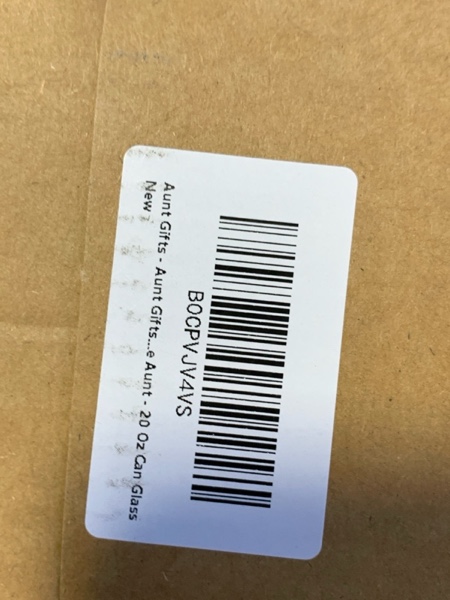 B0CPVJV4VS
Aunt Gifts - Aunt Gifts...e Aunt - 20 Oz Can Glass
New